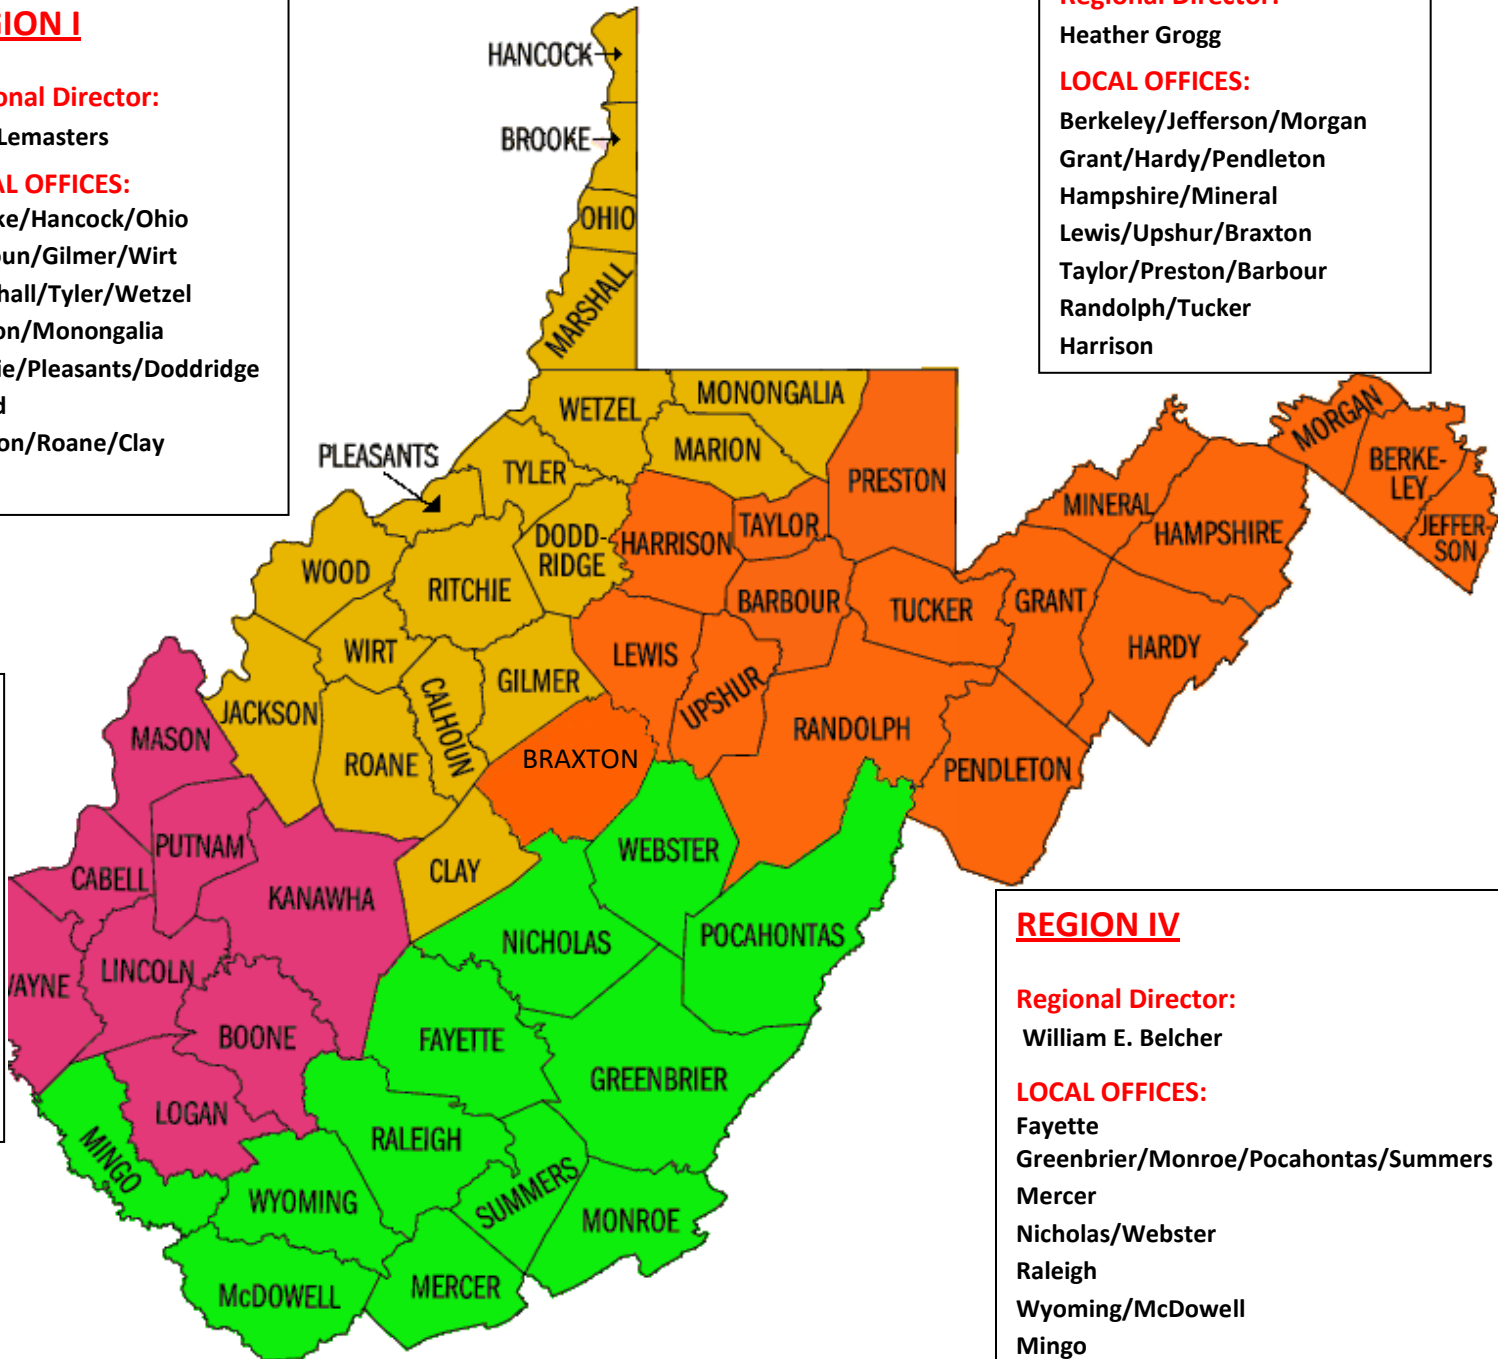 GION I
onal Director:
Lemasters
AL OFFICES:
ke/Hancock/Ohio
oun/Gilmer/Wirt
hall/Tyler/Wetzel
on/Monongalia
ie/Pleasants/Doddridge
d
on/Roane/Clay
Regional Director:
Heather Grogg
LOCAL OFFICES:
Berkeley/Jefferson/Morgan
Grant/Hardy/Pendleton
Hampshire/Mineral
Lewis/Upshur/Braxton
Taylor/Preston/Barbour
Randolph/Tucker
Harrison
HANCOCK
BROOKE
OHIO
MARSHALL
WETZEL
MONONGALIA
MARION
PLEASANTS
TYLER
PRESTON
MORGAN
BERKE-
LEY
JEFFER-
SON
MINERAL
HAMPSHIRE
DODD-
RIDGE
HARRISON
TAYLOR
WOOD
RITCHIE
BARBOUR
TUCKER
GRANT
HARDY
WIRT
GILMER
LEWIS
UPSHUR
CALHOUN
JACKSON
RANDOLPH
MASON
ROANE
BRAXTON
PENDLETON
PUTNAM
WEBSTER
CABELL
CLAY
KANAWHA
NICHOLAS
POCAHONTAS
WAYNE
LINCOLN
BOONE
FAYETTE
GREENBRIER
LOGAN
RALEIGH
MINGO
WYOMING
SUMMERS
MONROE
McDOWELL
MERCER
REGION IV
Regional Director:
William E. Belcher
LOCAL OFFICES:
Fayette
Greenbrier/Monroe/Pocahontas/Summers
Mercer
Nicholas/Webster
Raleigh
Wyoming/McDowell
Mingo